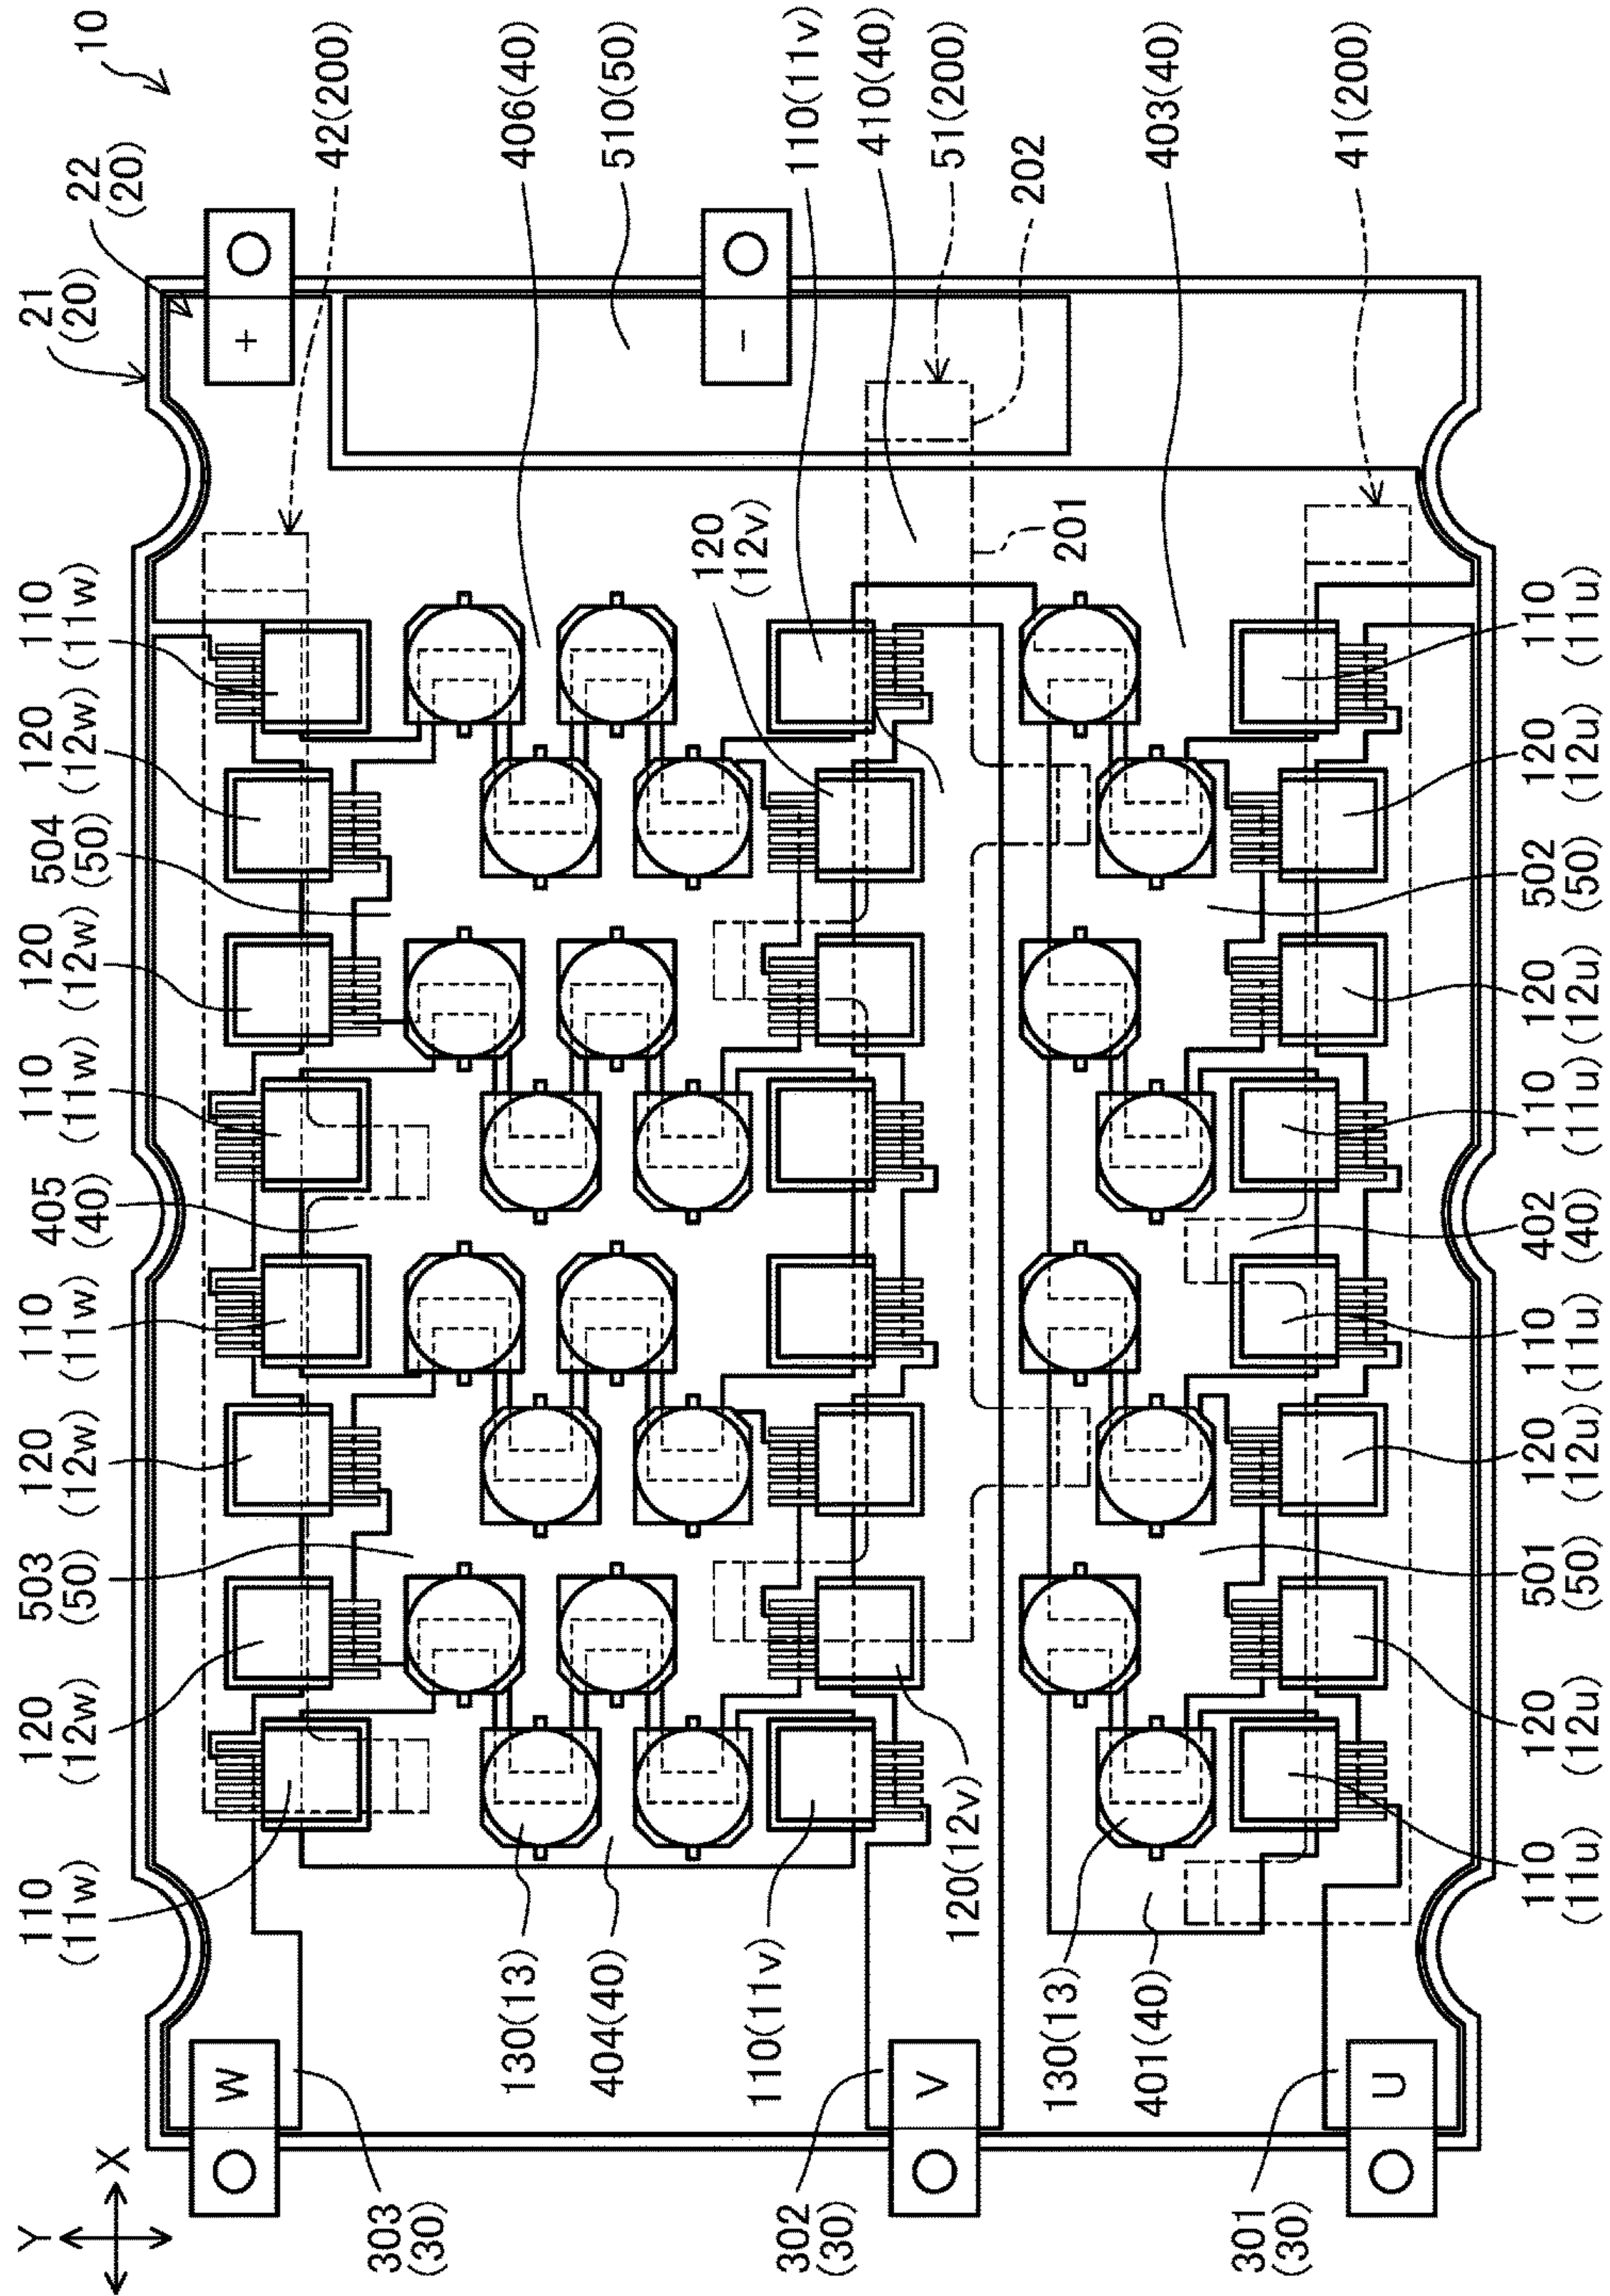 10
21
(20)
22
(20)
42(200)
406(40)
510(50)
110(11v)
410(40)
51(200)
202
403(40)
41(200)
+
-
201
120
(12v)
110
(11w)
120
(12w)
504
(50)
120
(12w)
110
(11w)
405
(40)
110
(11w)
120
(12w)
503
(50)
120
(12w)
110
(11w)
110
(11u)
120
(12u)
502
(50)
120
(12u)
110
(11u)
402
(40)
110
(11u)
120
(12u)
501
(50)
120
(12u)
110
(11u)
130(13)
404(40)
110(11v)
120(12v)
130(13)
401(40)
W
V
U
Y
X
303
(30)
302
(30)
301
(30)